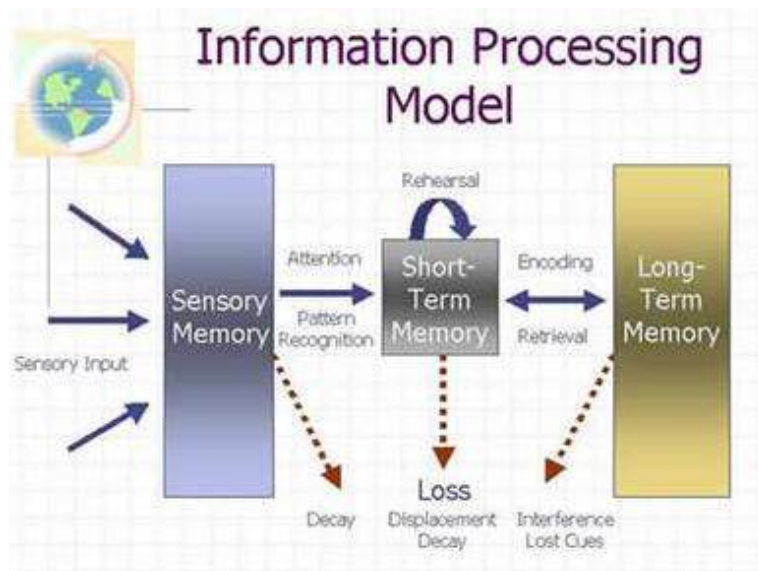 Information Processing
Model
Rehearsal
Attention
Pattern
Recognition
Encoding
Retrieval
Sensory
Memory
Short-
Term
Memory
Long-
Term
Memory
Sensory Input
Loss
Decay
Displacement
Decay
Interference
Lost Cues